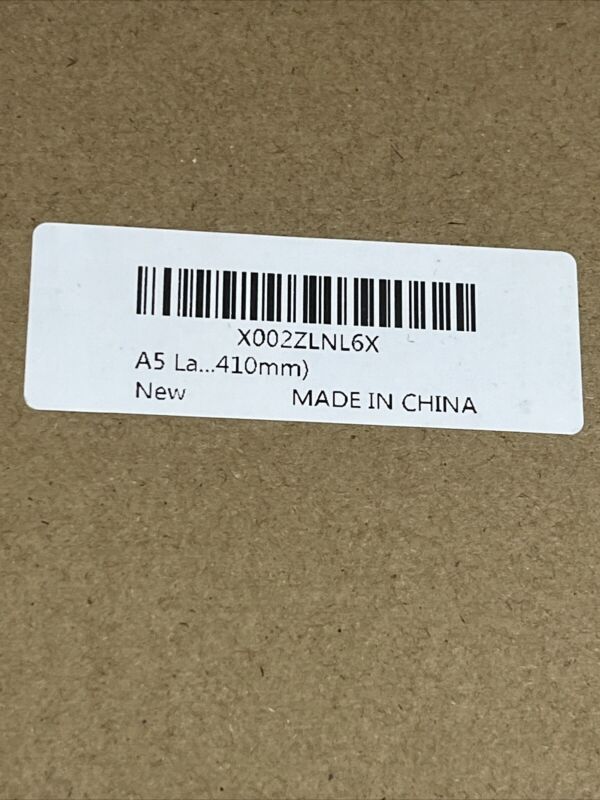 X002ZLNL6X
A5 La...410mm)
New MADE IN CHINA